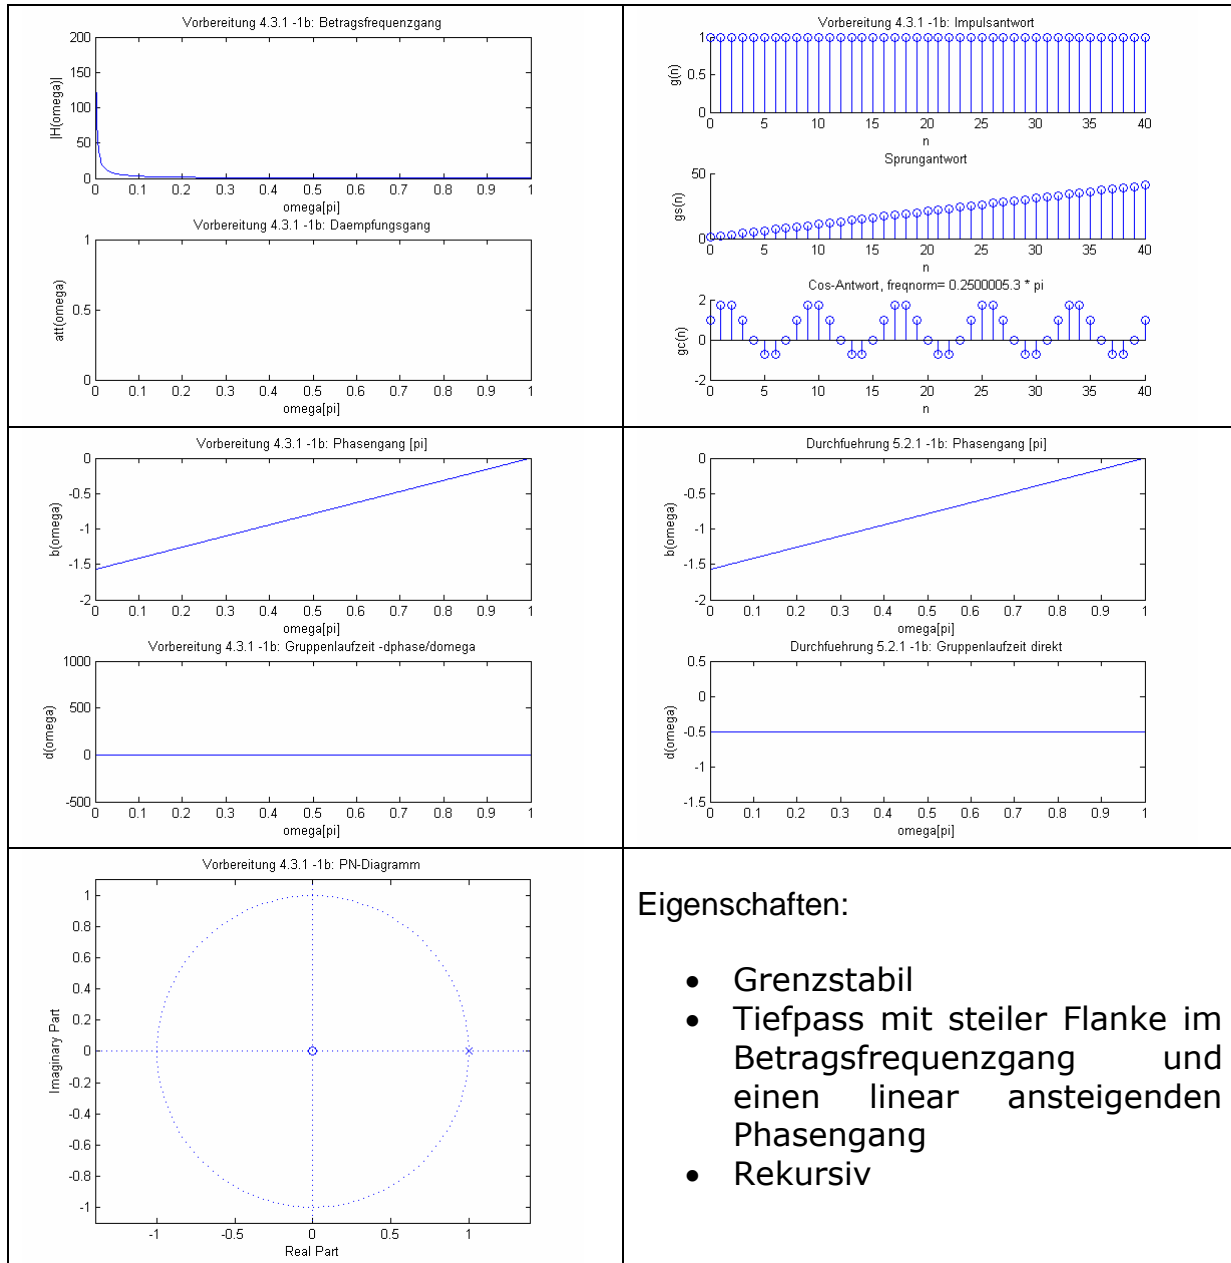 Vorbereitung 4.3.1 -1b: Betragsfrequenzgang
200
150
100
50
0
|H(omega)|
0 0.1 0.2 0.3 0.4 0.5 0.6 0.7 0.8 0.9 1
omega[pi]
Vorbereitung 4.3.1 -1b: Daempfungsgang
1
0.5
0
att(omega)
0 0.1 0.2 0.3 0.4 0.5 0.6 0.7 0.8 0.9 1
omega[pi]
Vorbereitung 4.3.1 -1b: Impulsantwort
1
0.5
0
g(n)
0 5 10 15 20 25 30 35 40
n
Sprungantwort
50
0
gs(n)
0 5 10 15 20 25 30 35 40
n
Cos-Antwort, freqnorm= 0.2500005.3 * pi
2
0
-2
gc(n)
0 5 10 15 20 25 30 35 40
n
Vorbereitung 4.3.1 -1b: Phasengang [pi]
0
-0.5
-1
-1.5
-2
b(omega)
0 0.1 0.2 0.3 0.4 0.5 0.6 0.7 0.8 0.9 1
omega[pi]
Vorbereitung 4.3.1 -1b: Gruppenlaufzeit -dphase/domega
1000
500
0
-500
d(omega)
0 0.1 0.2 0.3 0.4 0.5 0.6 0.7 0.8 0.9 1
omega[pi]
Durchfuehrung 5.2.1 -1b: Phasengang [pi]
0
-0.5
-1
-1.5
-2
b(omega)
0 0.1 0.2 0.3 0.4 0.5 0.6 0.7 0.8 0.9 1
omega[pi]
Durchfuehrung 5.2.1 -1b: Gruppenlaufzeit direkt
0.5
0
-0.5
-1
-1.5
d(omega)
0 0.1 0.2 0.3 0.4 0.5 0.6 0.7 0.8 0.9 1
omega[pi]
Vorbereitung 4.3.1 -1b: PN-Diagramm
1
0.8
0.6
0.4
0.2
0
-0.2
-0.4
-0.6
-0.8
-1
Imaginary Part
-1 -0.5 0 0.5 1
Real Part
Eigenschaften:
• Grenzstabil
• Tiefpass mit steiler Flanke im
Betragsfrequenzgang und
einen linear ansteigenden
Phasengang
• Rekursiv